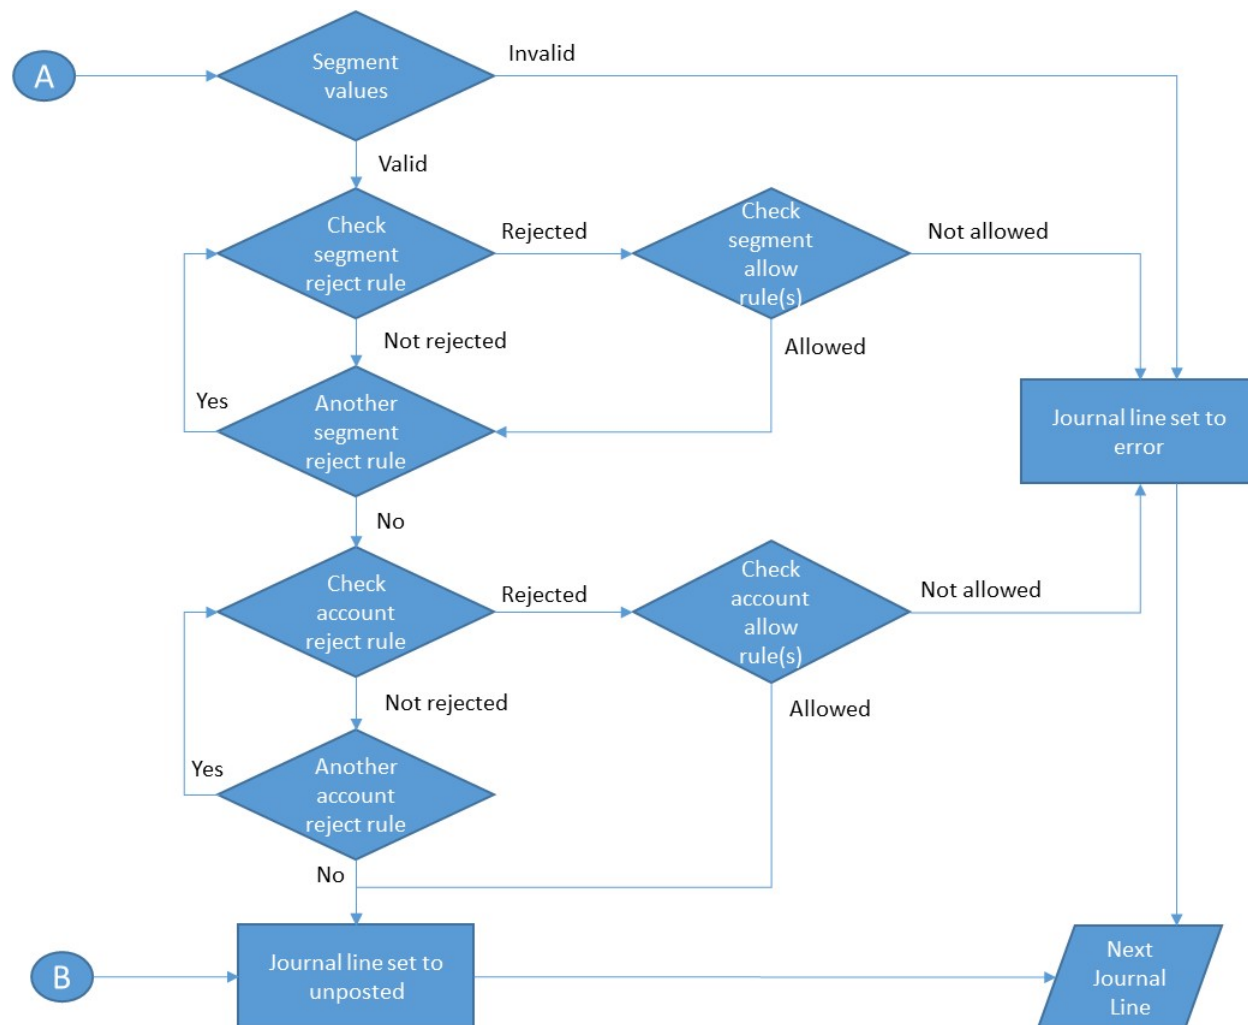 A
Segment
values
Invalid
Valid
Check
segment
reject rule
Rejected
Check
segment
allow
rule(s)
Not allowed
Not rejected
Allowed
Yes
Another
segment
reject rule
Journal line set to
error
No
Check
account
reject rule
Rejected
Check
account
allow
rule(s)
Not allowed
Not rejected
Allowed
Yes
Another
account
reject rule
No
B
Journal line set to
unposted
Next
Journal
Line